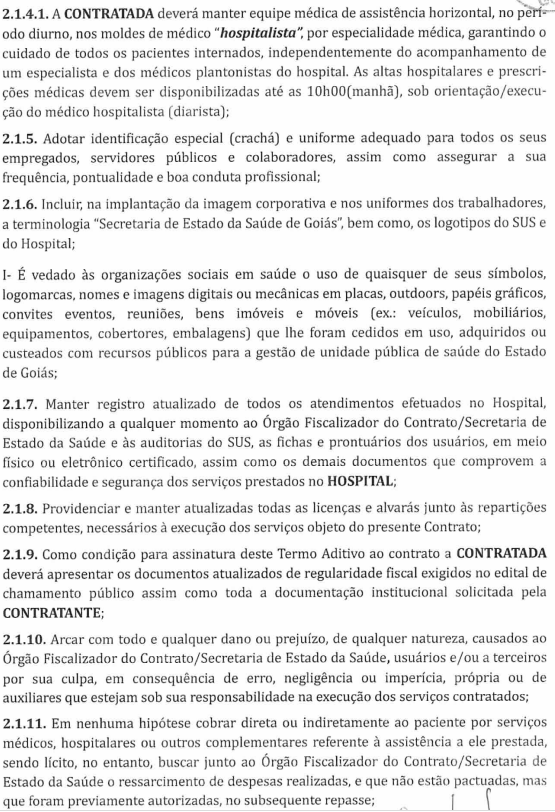 2.1.4.1. A CONTRATADA deverá manter equipe médica de assistência horizontal, no perí-
odo diurno, nos moldes de médico "hospitalista", por especialidade médica, garantindo o
cuidado de todos os pacientes internados, independentemente do acompanhamento de
um especialista e dos médicos plantonistas do hospital. As altas hospitalares e prescri-
ções médicas devem ser disponibilizadas até as 10h00(manhã), sob orientação/execu-
ção do médico hospitalista (diarista);
2.1.5. Adotar identificação especial (crachá) e uniforme adequado para todos os seus
empregados, servidores públicos e colaboradores, assim como assegurar a sua
frequência, pontualidade e boa conduta profissional;
2.1.6. Incluir, na implantação da imagem corporativa e nos uniformes dos trabalhadores,
a terminologia "Secretaria de Estado da Saúde de Goiás", bem como, os logotipos do SUS e
do Hospital;
I- É vedado às organizações sociais em saúde o uso de quaisquer de seus símbolos,
logomarcas, nomes e imagens digitais ou mecânicas em placas, outdoors, papéis gráficos,
convites eventos, reuniões, bens imóveis e móveis (ex.: veículos, mobiliários,
equipamentos, cobertores, embalagens) que lhe foram cedidos em uso, adquiridos ou
custeados com recursos públicos para a gestão de unidade pública de saúde do Estado
de Goiás;
2.1.7. Manter registro atualizado de todos os atendimentos efetuados no Hospital,
disponibilizando a qualquer momento ao Órgão Fiscalizador do Contrato/Secretaria de
Estado da Saúde e às auditorias do SUS, as fichas e prontuários dos usuários, em meio
físico ou eletrônico certificado, assim como os demais documentos que comprovem a
confiabilidade e segurança dos serviços prestados no HOSPITAL;
2.1.8. Providenciar e manter atualizadas todas as licenças e alvarás junto às repartições
competentes, necessários à execução dos serviços objeto do presente Contrato;
2.1.9. Como condição para assinatura deste Termo Aditivo ao contrato a CONTRATADA
deverá apresentar os documentos atualizados de regularidade fiscal exigidos no edital de
chamamento público assim como toda a documentação institucional solicitada pela
CONTRATANTE;
2.1.10. Arcar com todo e qualquer dano ou prejuízo, de qualquer natureza, causados ao
Órgão Fiscalizador do Contrato/Secretaria de Estado da Saúde, usuários e/ou a terceiros
por sua culpa, em consequência de erro, negligência ou imperícia, própria ou de
auxiliares que estejam sob sua responsabilidade na execução dos serviços contratados;
2.1.11. Em nenhuma hipótese cobrar direta ou indiretamente ao paciente por serviços
médicos, hospitalares ou outros complementares referente à assistência a ele prestada,
sendo lícito, no entanto, buscar junto ao Órgão Fiscalizador do Contrato/Secretaria de
Estado da Saúde o ressarcimento de despesas realizadas, e que não estão pactuadas, mas
que foram previamente autorizadas, no subsequente repasse;